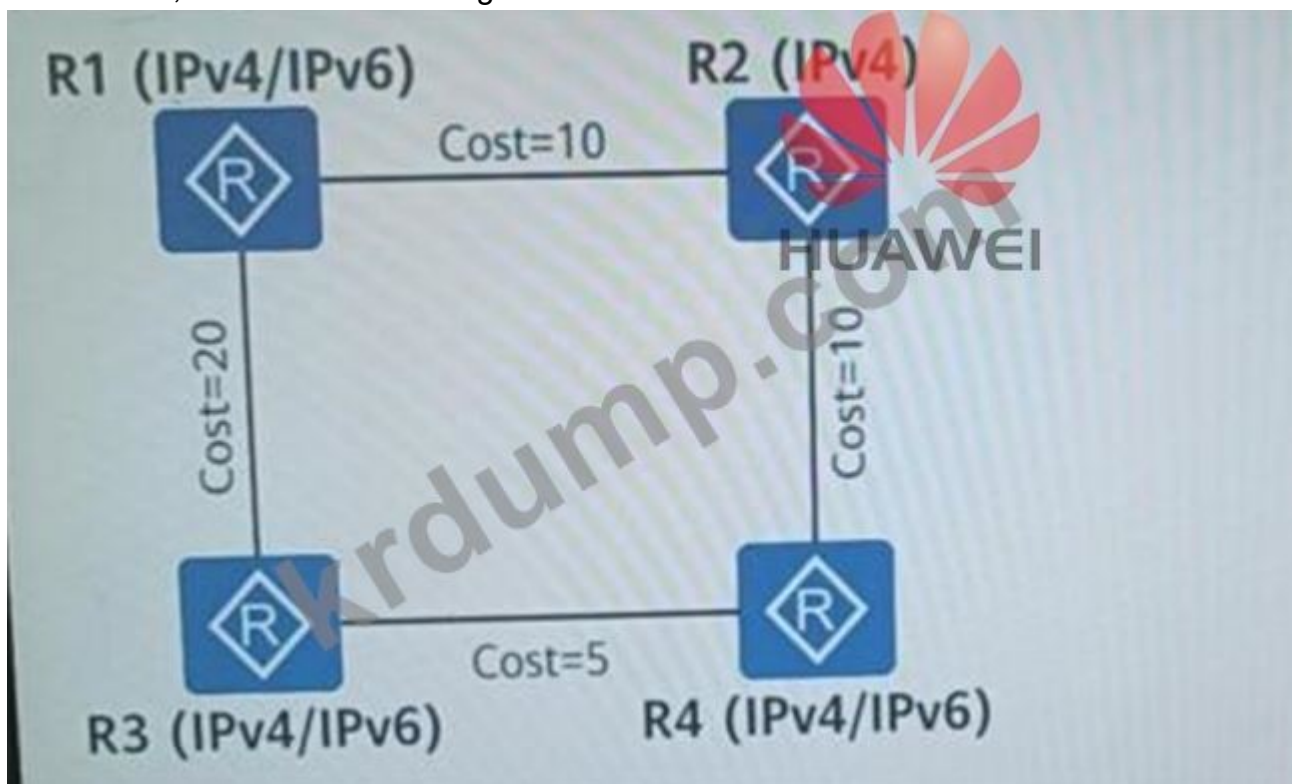 R1 (IPv4/IPv6)
R2 (IPv4)
Cost=10
HUAWEI
Cost=20
Cost=10
krdump.com
Cost=5
R3 (IPv4/IPv6)
R4 (IPv4/IPv6)